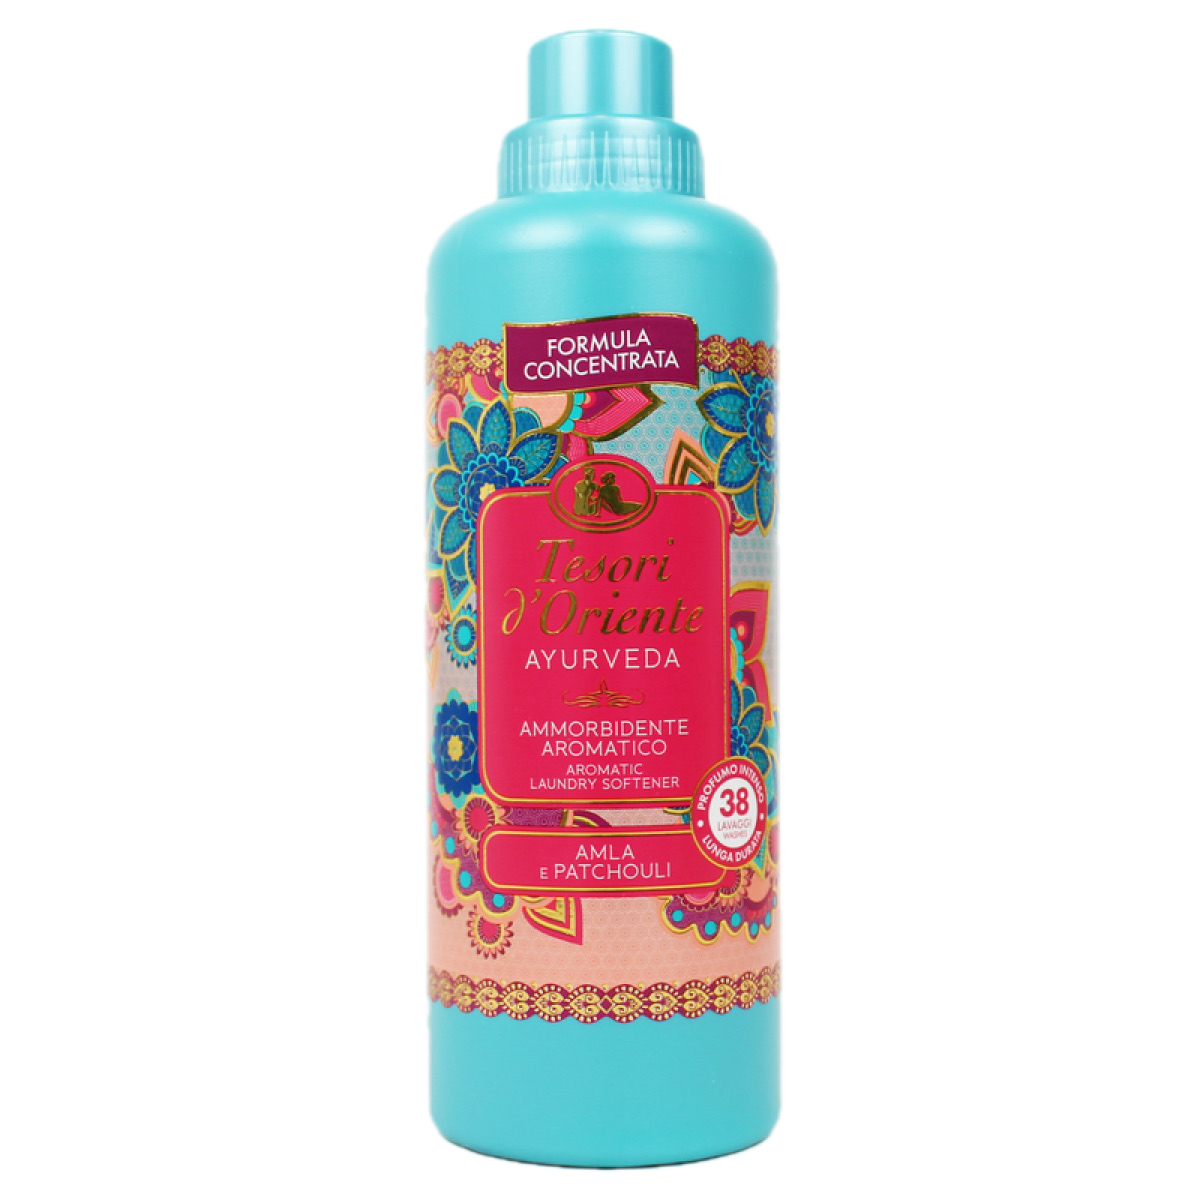 FORMULA
CONCENTRATA
Tesori
d'Oriente
AYURVEDA
AMMORBIDENTE
AROMATICO
AROMATIC
LAUNDRY SOFTENER
PROFUMO INTENSO
38
LAVAGGI
WASHES
LUNGA DURATA
AMLA
E PATCHOULI